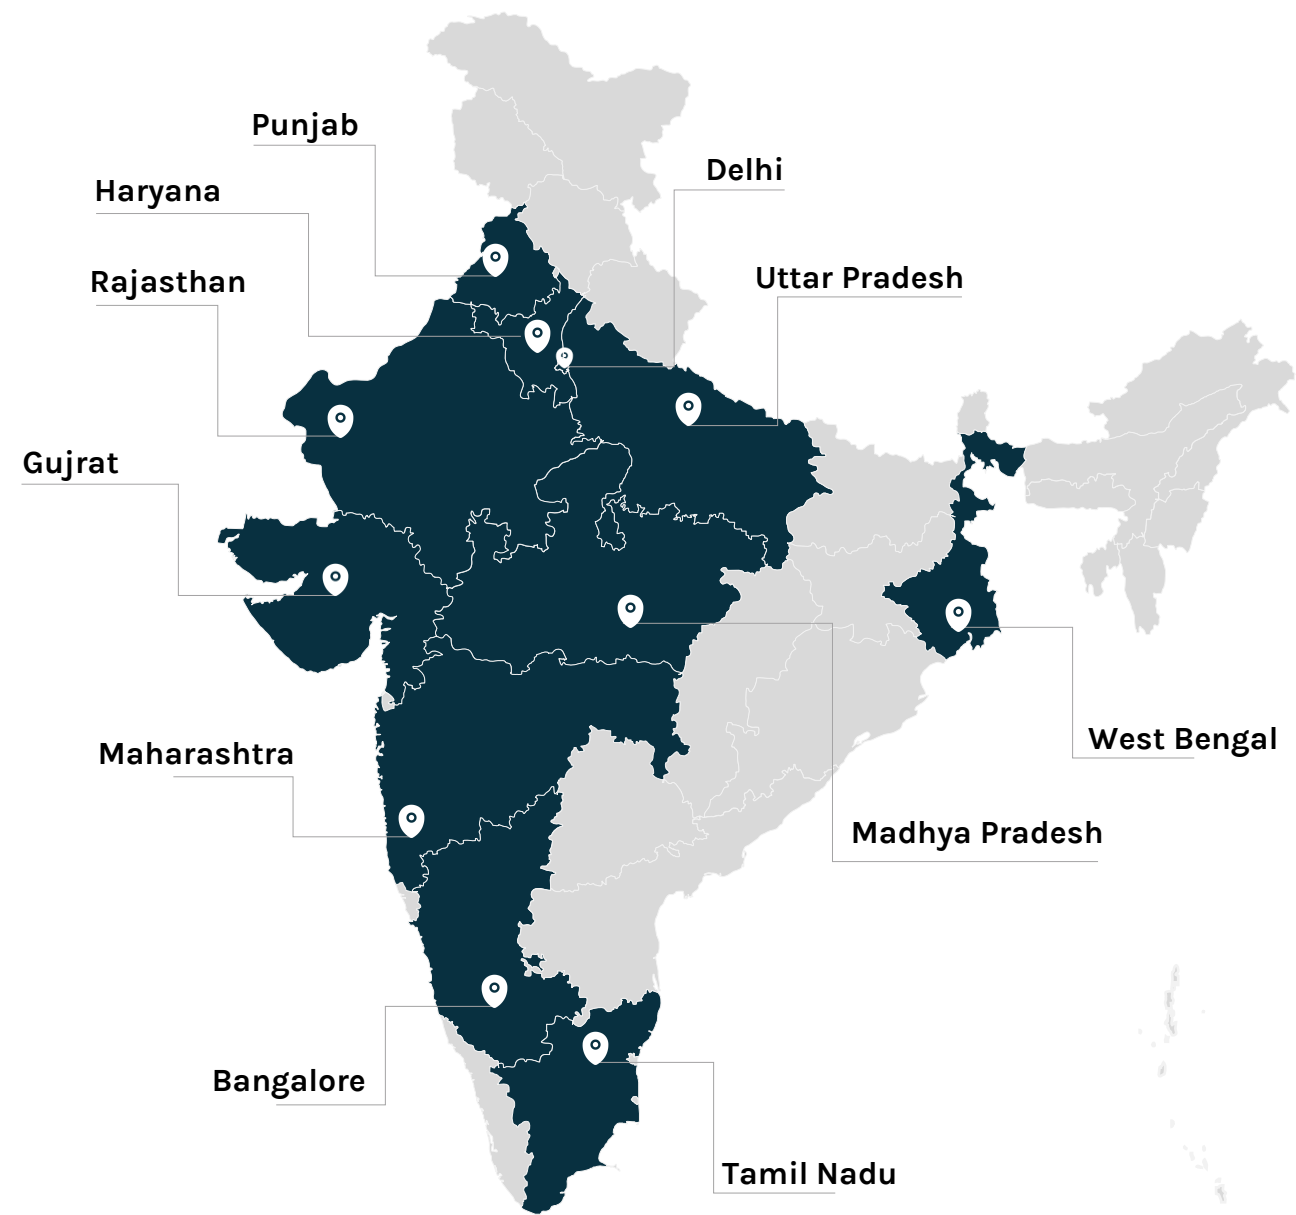 Punjab
Delhi
Haryana
Uttar Pradesh
Rajasthan
Gujrat
West Bengal
Maharashtra
Madhya Pradesh
Bangalore
Tamil Nadu